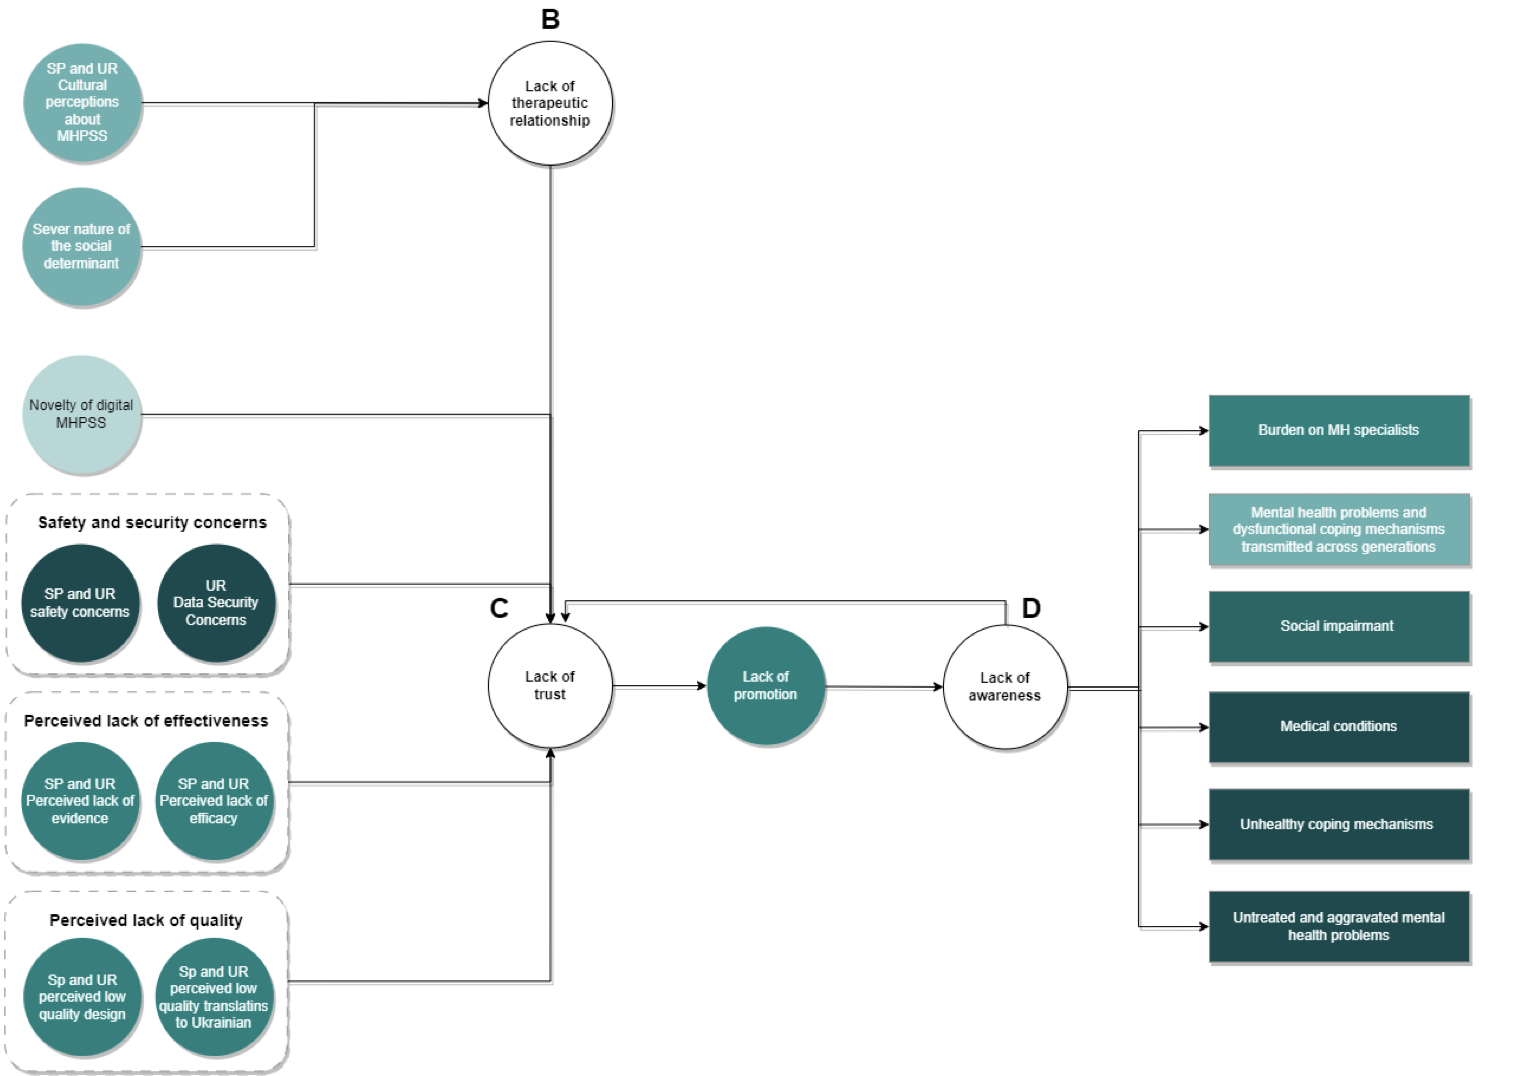 B
SP and UR
Cultural
perceptions
about
MHPSS
Lack of
therapeutic
relationship
Sever nature of
the social
determinant
Novelty of digital
MHPSS
Safety and security concerns
SP and UR
safety concerns
UR
Data Security
Concerns
Perceived lack of effectiveness
SP and UR
Perceived lack of
evidence
SP and UR
Perceived lack of
efficacy
Perceived lack of quality
Sp and UR
perceived low
quality design
Sp and UR
perceived low
quality translatins
to Ukrainian
C
Lack of
trust
Lack of
promotion
D
Lack of
awareness
Burden on MH specialists
Mental health problems and
dysfunctional coping mechanisms
transmitted across generations
Social impairmant
Medical conditions
Unhealthy coping mechanisms
Untreated and aggravated mental
health problems